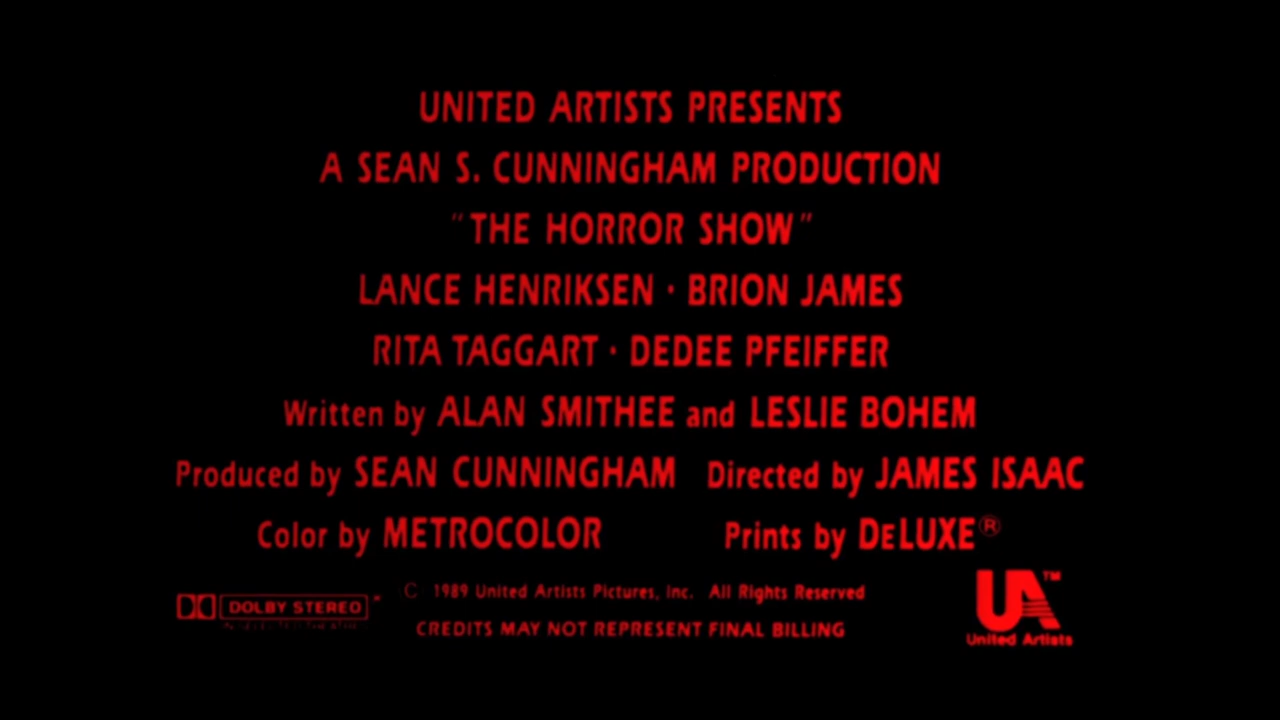 UNITED ARTISTS PRESENTS
A SEAN S. CUNNINGHAM PRODUCTION
"THE HORROR SHOW"
LANCE HENRIKSEN · BRION JAMES
RITA TAGGART · DEDEE PFEIFFER
Written by ALAN SMITHEE and LESLIE BOHEM
Produced by SEAN CUNNINGHAM Directed by JAMES ISAAC
Color by METROCOLOR Prints by DELUXE®
DOLBY STEREO
C 1989 United Artists Pictures, Inc. All Rights Reserved
CREDITS MAY NOT REPRESENT FINAL BILLING
UA™
United Artists